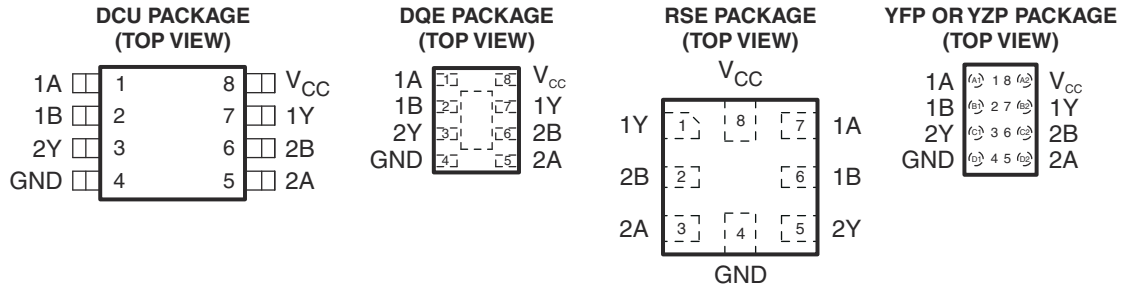 DCU PACKAGE
(TOP VIEW)
1A 1 8 VCC
1B 2 7 1Y
2Y 3 6 2B
GND 4 5 2A
DQE PACKAGE
(TOP VIEW)
1A 1 8 VCC
1B 2 7 1Y
2Y 3 6 2B
GND 4 5 2A
RSE PACKAGE
(TOP VIEW)
VCC
1Y 1 8 7 1A
2B 2 6 1B
2A 3 4 5 2Y
GND
YFP OR YZP PACKAGE
(TOP VIEW)
1A A1 1 8 A2 VCC
1B B1 2 7 B2 1Y
2Y C1 3 6 C2 2B
GND D1 4 5 D2 2A